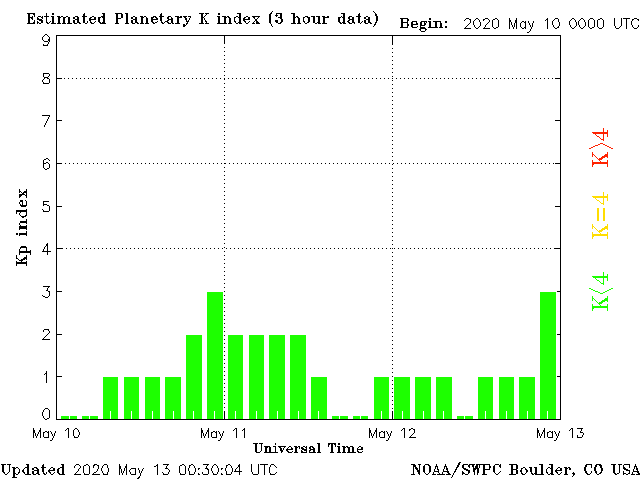 Estimated Planetary K index (3 hour data)
Begin: 2020 May 10 0000 UTC
9
8
7
6
5
4
3
2
1
0
Kp index
K>4
K=4
K<4
May 10
May 11
May 12
May 13
Universal Time
Updated 2020 May 13 00:30:04 UTC
NOAA/SWPC Boulder, CO USA